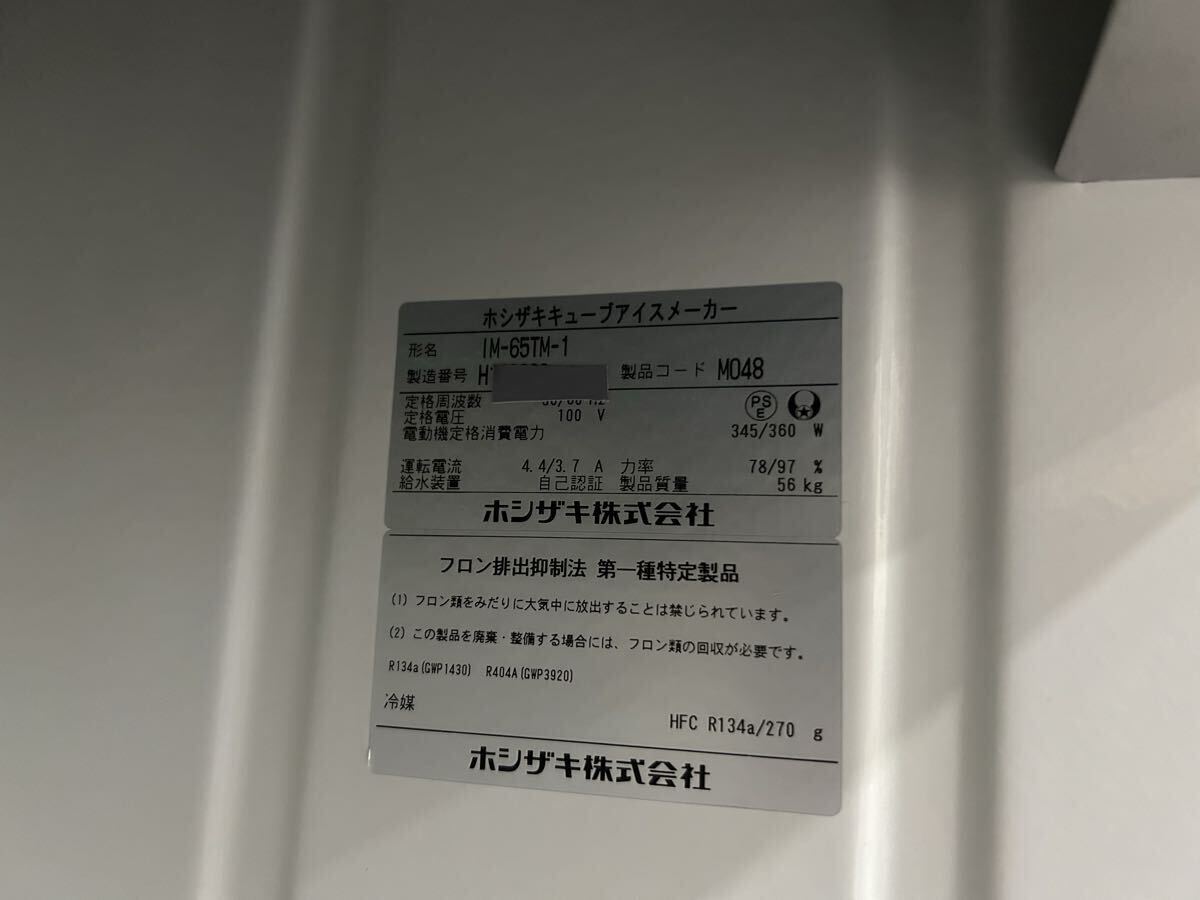 ホシザキキューブアイスメーカー
形名 IM-65TM-1
製造番号 H 製品コード M048
定格周波数 50/60 Hz
定格電圧 100 V
PS E
電動機定格消費電力 345/360 W
運転電流 4.4/3.7 A 力率 78/97 %
給水装置 自己認証 製品質量 56 kg
ホシザキ株式会社
フロン排出抑制法 第一種特定製品
(1) フロン類をみだりに大気中に放出することは禁じられています。
(2) この製品を廃棄・整備する場合には、フロン類の回収が必要です。
R134a(GWP1430) R404A(GWP3920)
冷媒
HFC R134a/270 g
ホシザキ株式会社